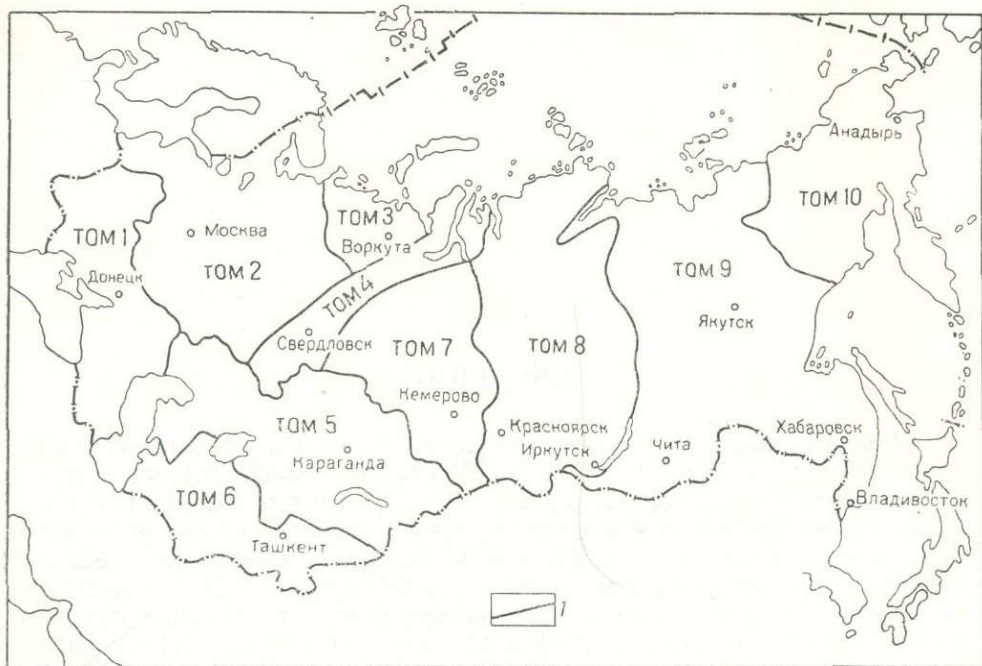 Анадырь
ТОМ 3
ТОМ 10
Воркута
ТОМ 1
Москва
ТОМ 2
ТОМ 9
Донецк
ТОМ 4
Якутск
Свердловск
ТОМ 7
ТОМ 8
Кемерово
ТОМ 5
Красноярск
Хабаровск
Караганда
Иркутск
Чита
ТОМ 6
Владивосток
Ташкент
1